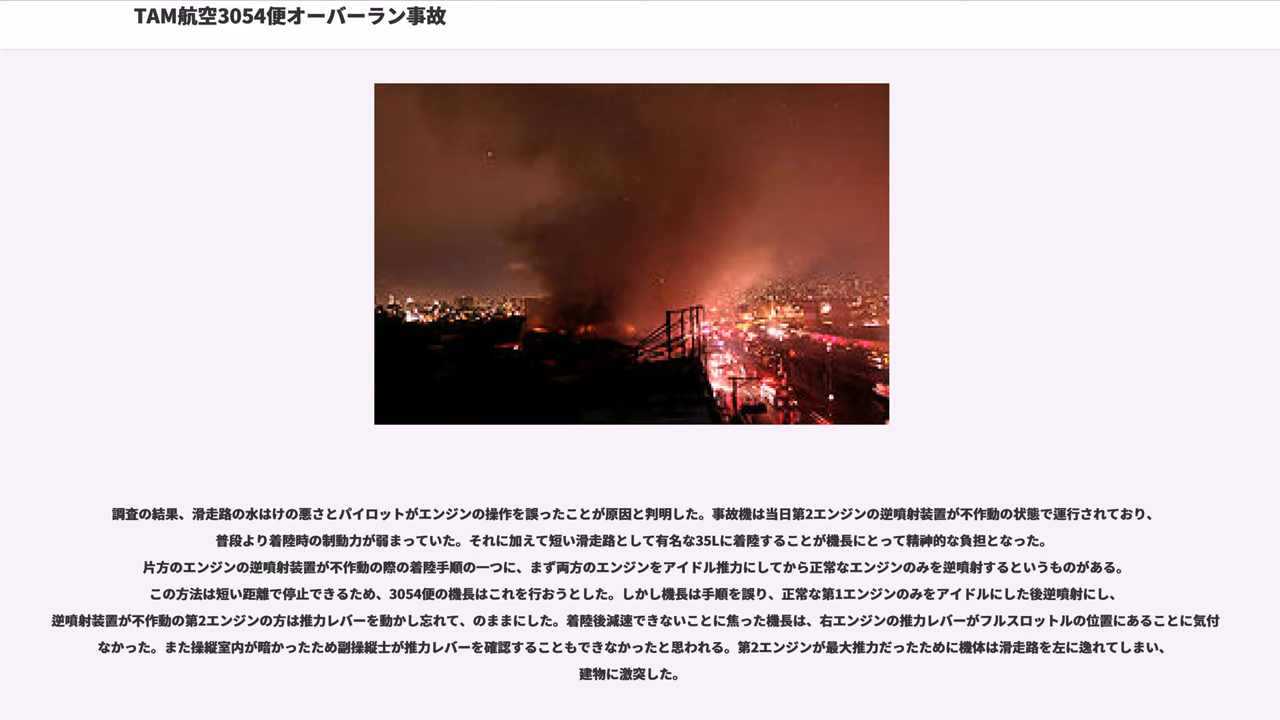 TAM航空3054便オーバーラン事故
調査の結果、滑走路の水はけの悪さとパイロットがエンジンの操作を誤ったことが原因と判明した。事故機は当日第2エンジンの逆噴射装置が不作動の状態で運行されており、
普段より着陸時の制動力が弱まっていた。それに加えて短い滑走路として有名な35Lに着陸することが機長にとって精神的な負担となった。
片方のエンジンの逆噴射装置が不作動の際の着陸手順の一つに、まず両方のエンジンをアイドル推力にしてから正常なエンジンのみを逆噴射するというものがある。
この方法は短い距離で停止できるため、3054便の機長はこれを行おうとした。しかし機長は手順を誤り、正常な第1エンジンのみをアイドルにした後逆噴射にし、
逆噴射装置が不作動の第2エンジンの方は推力レバーを動かし忘れて、のままにした。着陸後減速できないことに焦った機長は、右エンジンの推力レバーがフルスロットルの位置にあることに気付
なかった。また操縦室内が暗かったため副操縦士が推力レバーを確認することもできなかったと思われる。第2エンジンが最大推力だったために機体は滑走路を左に逸れてしまい、
建物に激突した。